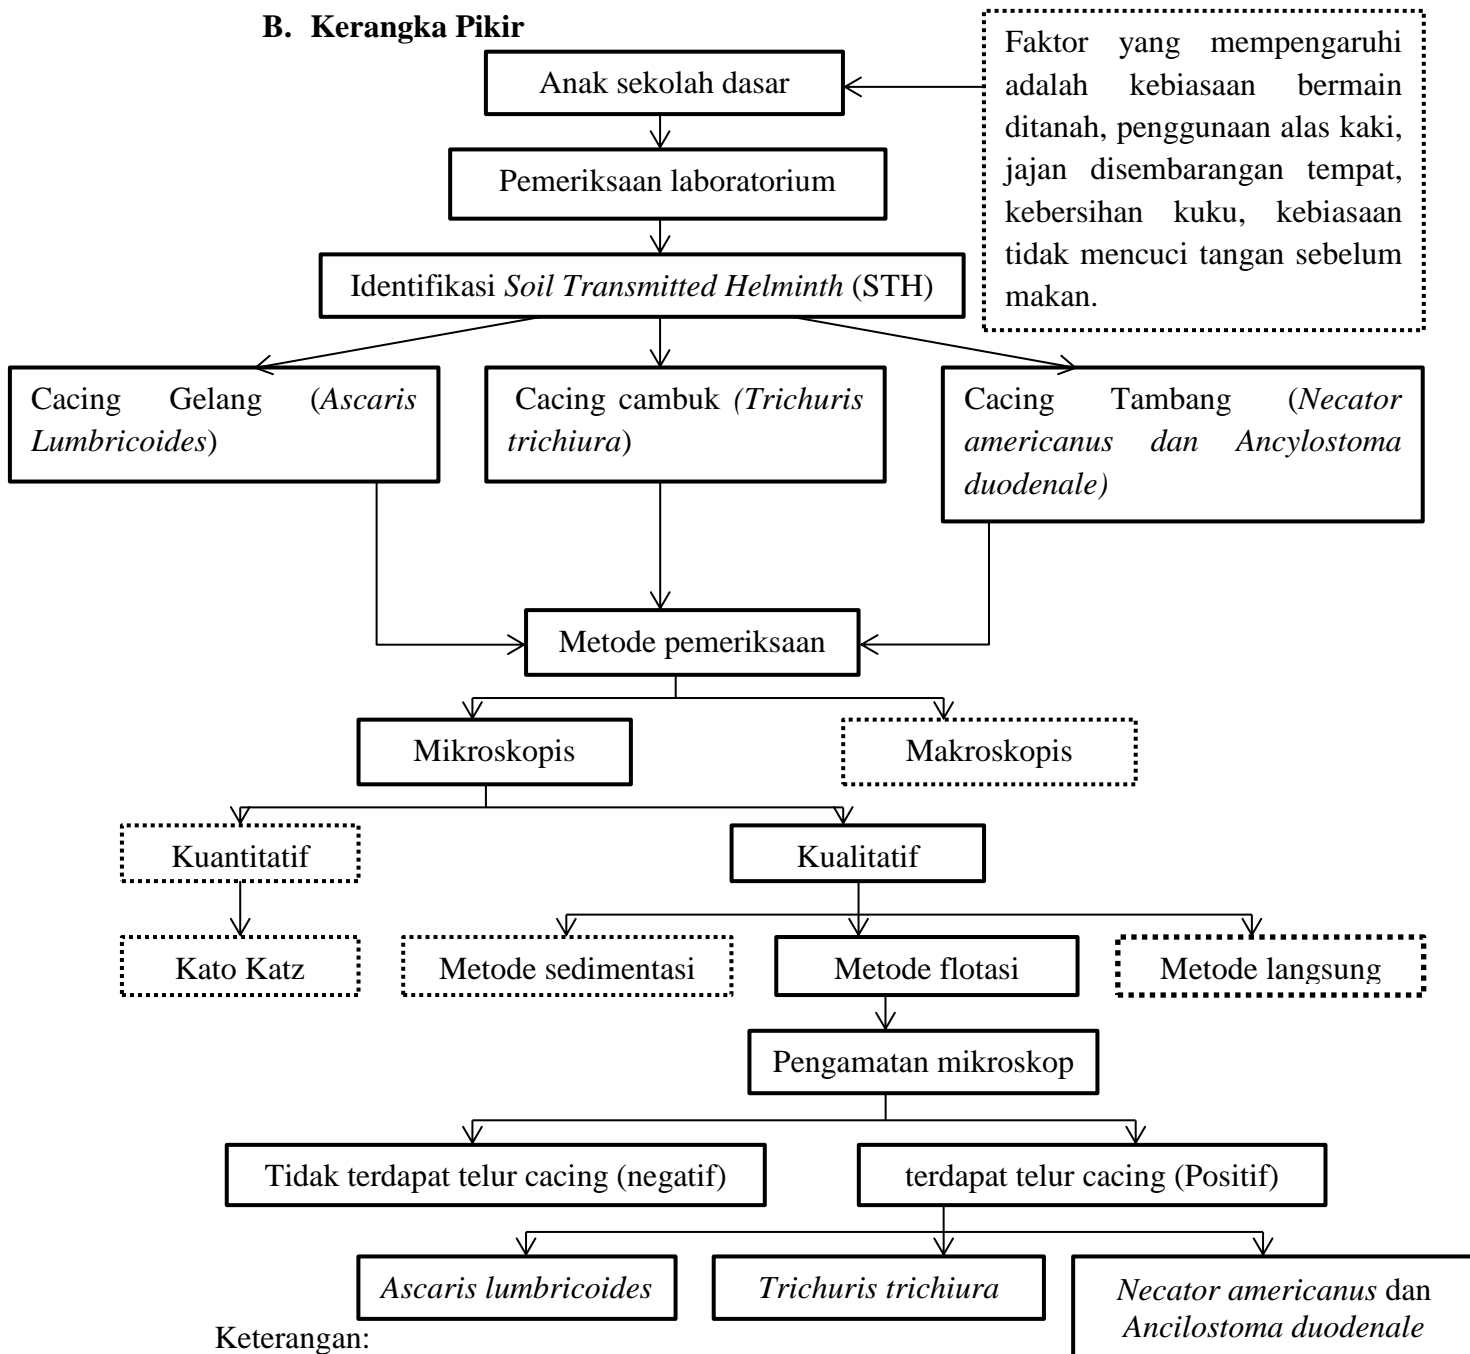 B. Kerangka Pikir
Anak sekolah dasar
Faktor yang mempengaruhi
adalah kebiasaan bermain
ditanah, penggunaan alas kaki,
jajan disembarangan tempat,
kebersihan kuku, kebiasaan
tidak mencuci tangan sebelum
makan.
Pemeriksaan laboratorium
Identifikasi Soil Transmitted Helminth (STH)
Cacing Gelang (Ascaris
Lumbricoides)
Cacing cambuk (Trichuris
trichiura)
Cacing Tambang (Necator
americanus dan Ancylostoma
duodenale)
Metode pemeriksaan
Mikroskopis
Makroskopis
Kuantitatif
Kualitatif
Kato Katz
Metode sedimentasi
Metode flotasi
Metode langsung
Pengamatan mikroskop
Tidak terdapat telur cacing (negatif)
terdapat telur cacing (Positif)
Ascaris lumbricoides
Trichuris trichiura
Necator americanus dan
Ancilostoma duodenale
Keterangan: